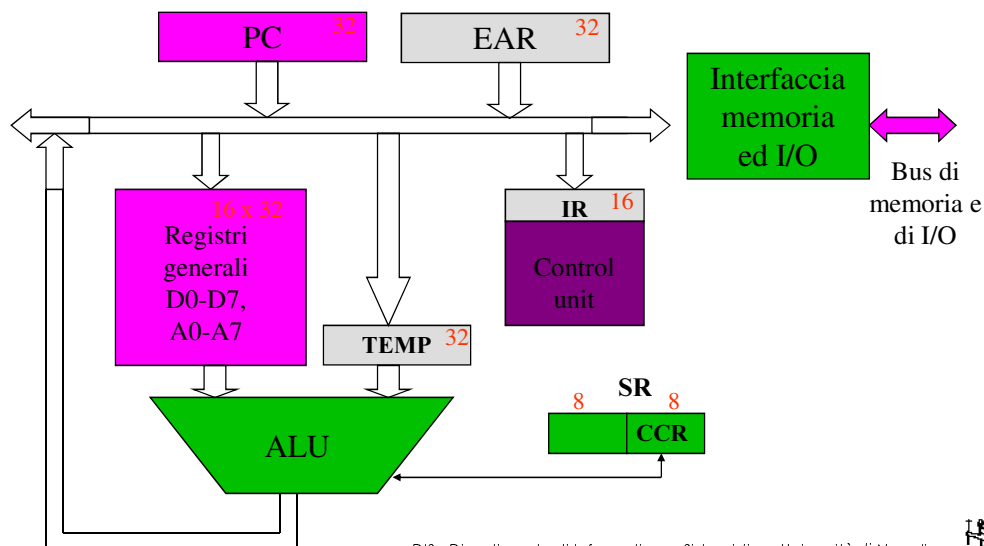 PC 32
EAR 32
Interfaccia
memoria
ed I/O
Bus di
memoria e
di I/O
16 x 32
Registri
generali
D0-D7,
A0-A7
IR 16
Control
unit
TEMP 32
SR
8 8
CCR
ALU